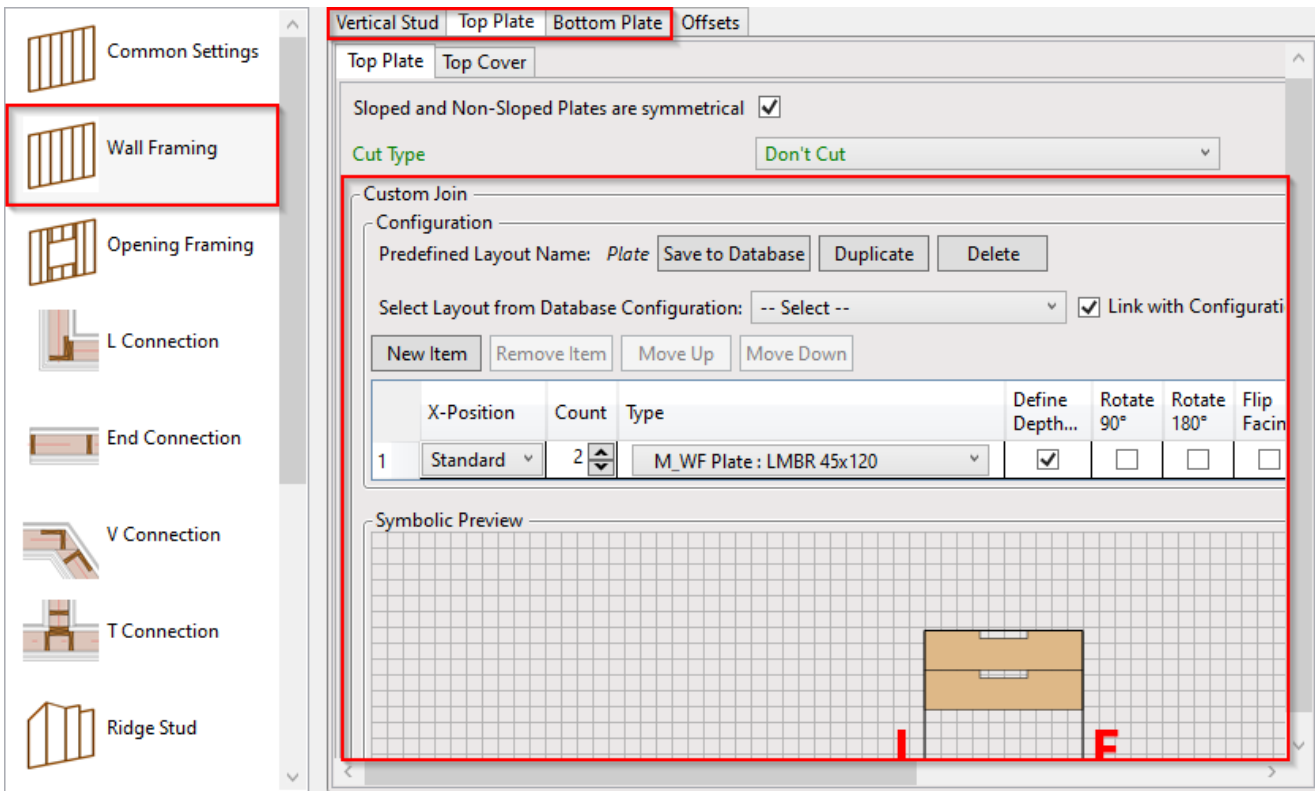 Common Settings
Wall Framing
Opening Framing
L Connection
End Connection
V Connection
T Connection
Ridge Stud
Vertical Stud Top Plate Bottom Plate Offsets
Top Plate Top Cover
Sloped and Non-Sloped Plates are symmetrical
Cut Type Don't Cut
Custom Join
Configuration
Predefined Layout Name: Plate Save to Database Duplicate Delete
Select Layout from Database Configuration: -- Select -- Link with Configurati
New Item Remove Item Move Up Move Down
X-Position Count Type Define Depth... Rotate 90° Rotate 180° Flip Facin
1 Standard 2 M_WF Plate : LMBR 45x120
Symbolic Preview